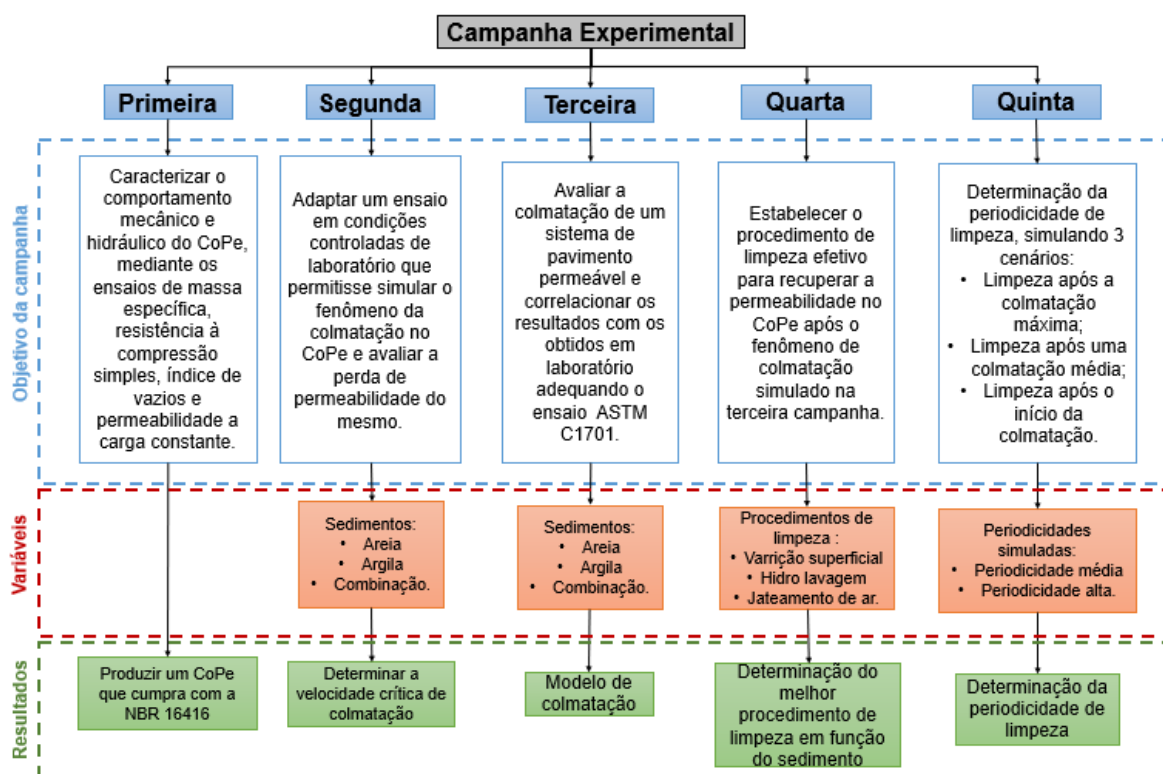 Campanha Experimental
Primeira
Segunda
Terceira
Quarta
Quinta
Objetivo da campanha
Caracterizar o
comportamento
mecânico e
hidráulico do CoPe,
mediante os
ensaios de massa
específica,
resistência à
compressão
simples, índice de
vazios e
permeabilidade a
carga constante.
Adaptar um ensaio
em condições
controladas de
laboratório que
permitisse simular o
fenômeno da
colmatação no
CoPe e avaliar a
perda de
permeabilidade do
mesmo.
Avaliar a
colmatação de um
sistema de
pavimento
permeável e
correlacionar os
resultados com os
obtidos em
laboratório
adequando o
ensaio ASTM
C1701.
Estabelecer o
procedimento de
limpeza efetivo
para recuperar a
permeabilidade no
CoPe após o
fenômeno de
colmatação
simulado na
terceira campanha.
Determinação da
periodicidade de
limpeza, simulando 3
cenários:
• Limpeza após a
colmatação
máxima;
• Limpeza após uma
colmatação média;
• Limpeza após o
início da
colmatação.
Variáveis
Sedimentos:
• Areia
• Argila
• Combinação.
Sedimentos:
• Areia
• Argila
• Combinação.
Procedimentos de
limpeza :
• Varrição superficial
• Hidro lavagem
• Jateamento de ar.
Periodicidades
simuladas:
• Periodicidade média
• Periodicidade alta.
Resultados
Produzir um CoPe
que cumpra com a
NBR 16416
Determinar a
velocidade crítica de
colmatação
Modelo de
colmatação
Determinação do
melhor
procedimento de
limpeza em função
do sedimento
Determinação da
periodicidade de
limpeza